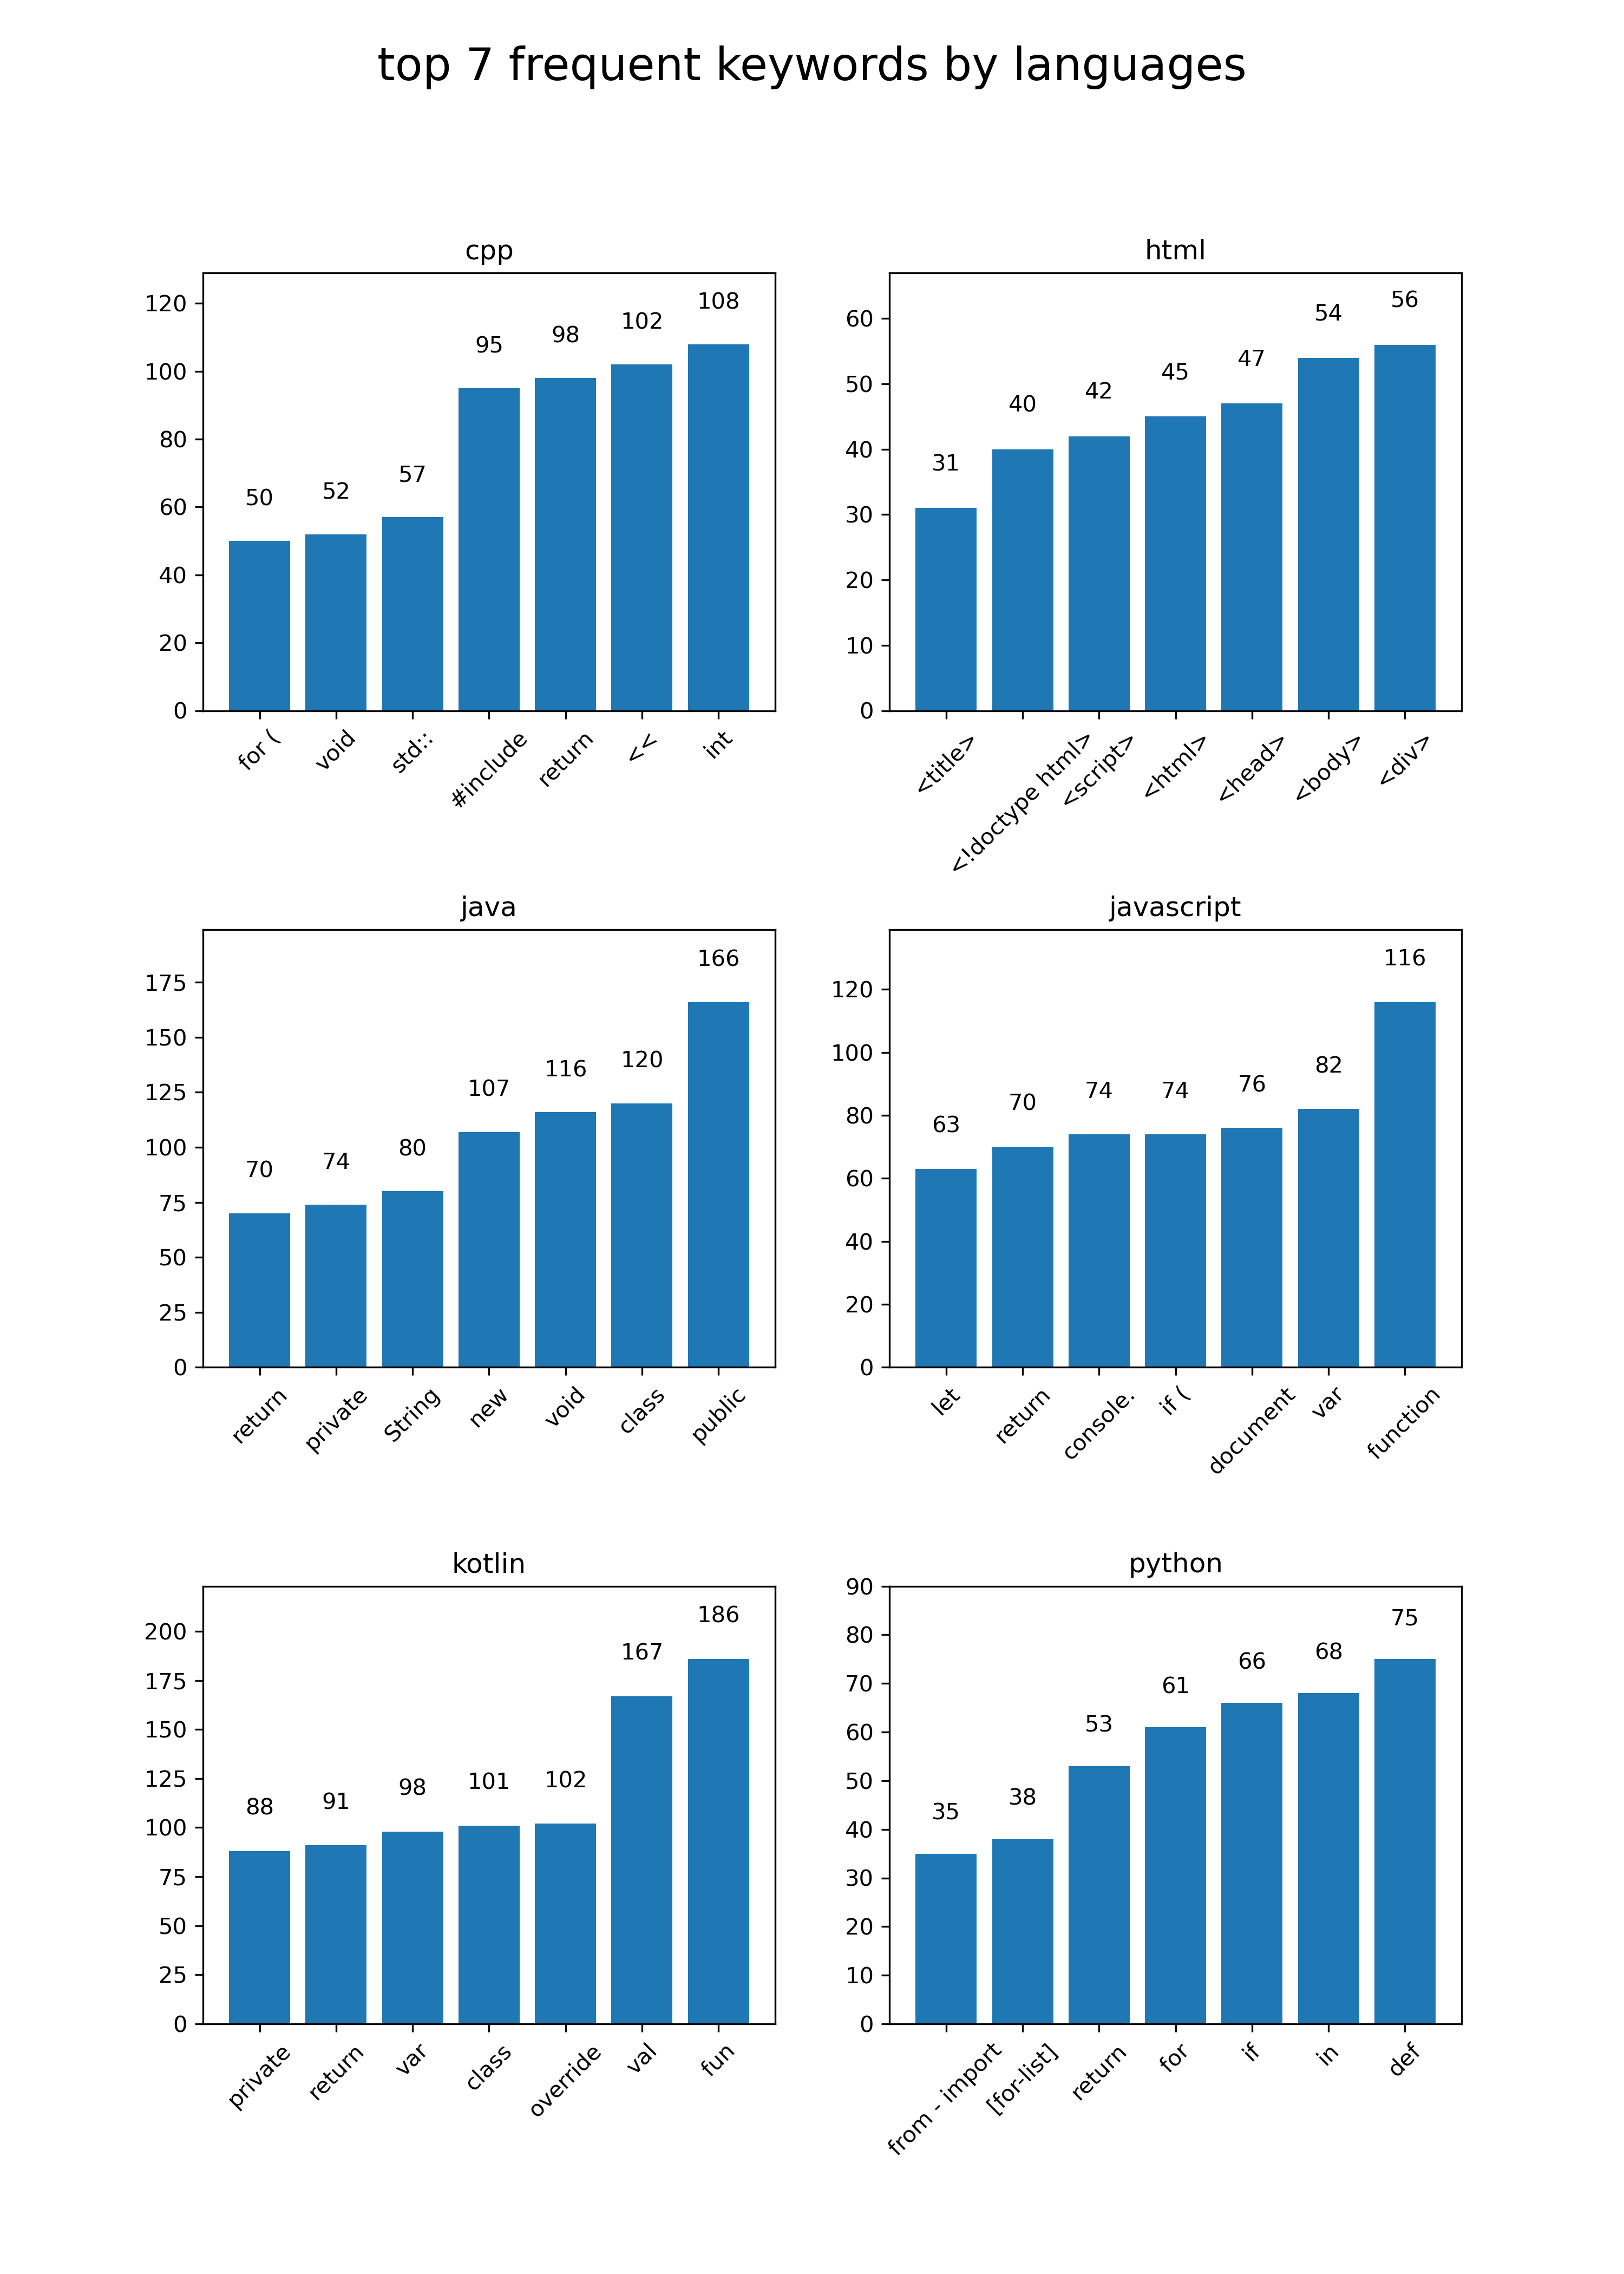 top 7 frequent keywords by languages
cpp
120
100
80
60
40
20
0
50
52
57
95
98
102
108
for (
void
std::
#include
return
<<
int
html
60
50
40
30
20
10
0
31
40
42
45
47
54
56
<title>
<!doctype html>
<script>
<html>
<head>
<body>
<div>
java
175
150
125
100
75
50
25
0
70
74
80
107
116
120
166
return
private
String
new
void
class
public
javascript
120
100
80
60
40
20
0
63
70
74
74
76
82
116
let
return
console.
if (
document
var
function
kotlin
200
175
150
125
100
75
50
25
0
88
91
98
101
102
167
186
private
return
var
class
override
val
fun
python
90
80
70
60
50
40
30
20
10
0
35
38
53
61
66
68
75
from - import
[for-list]
return
for
if
in
def